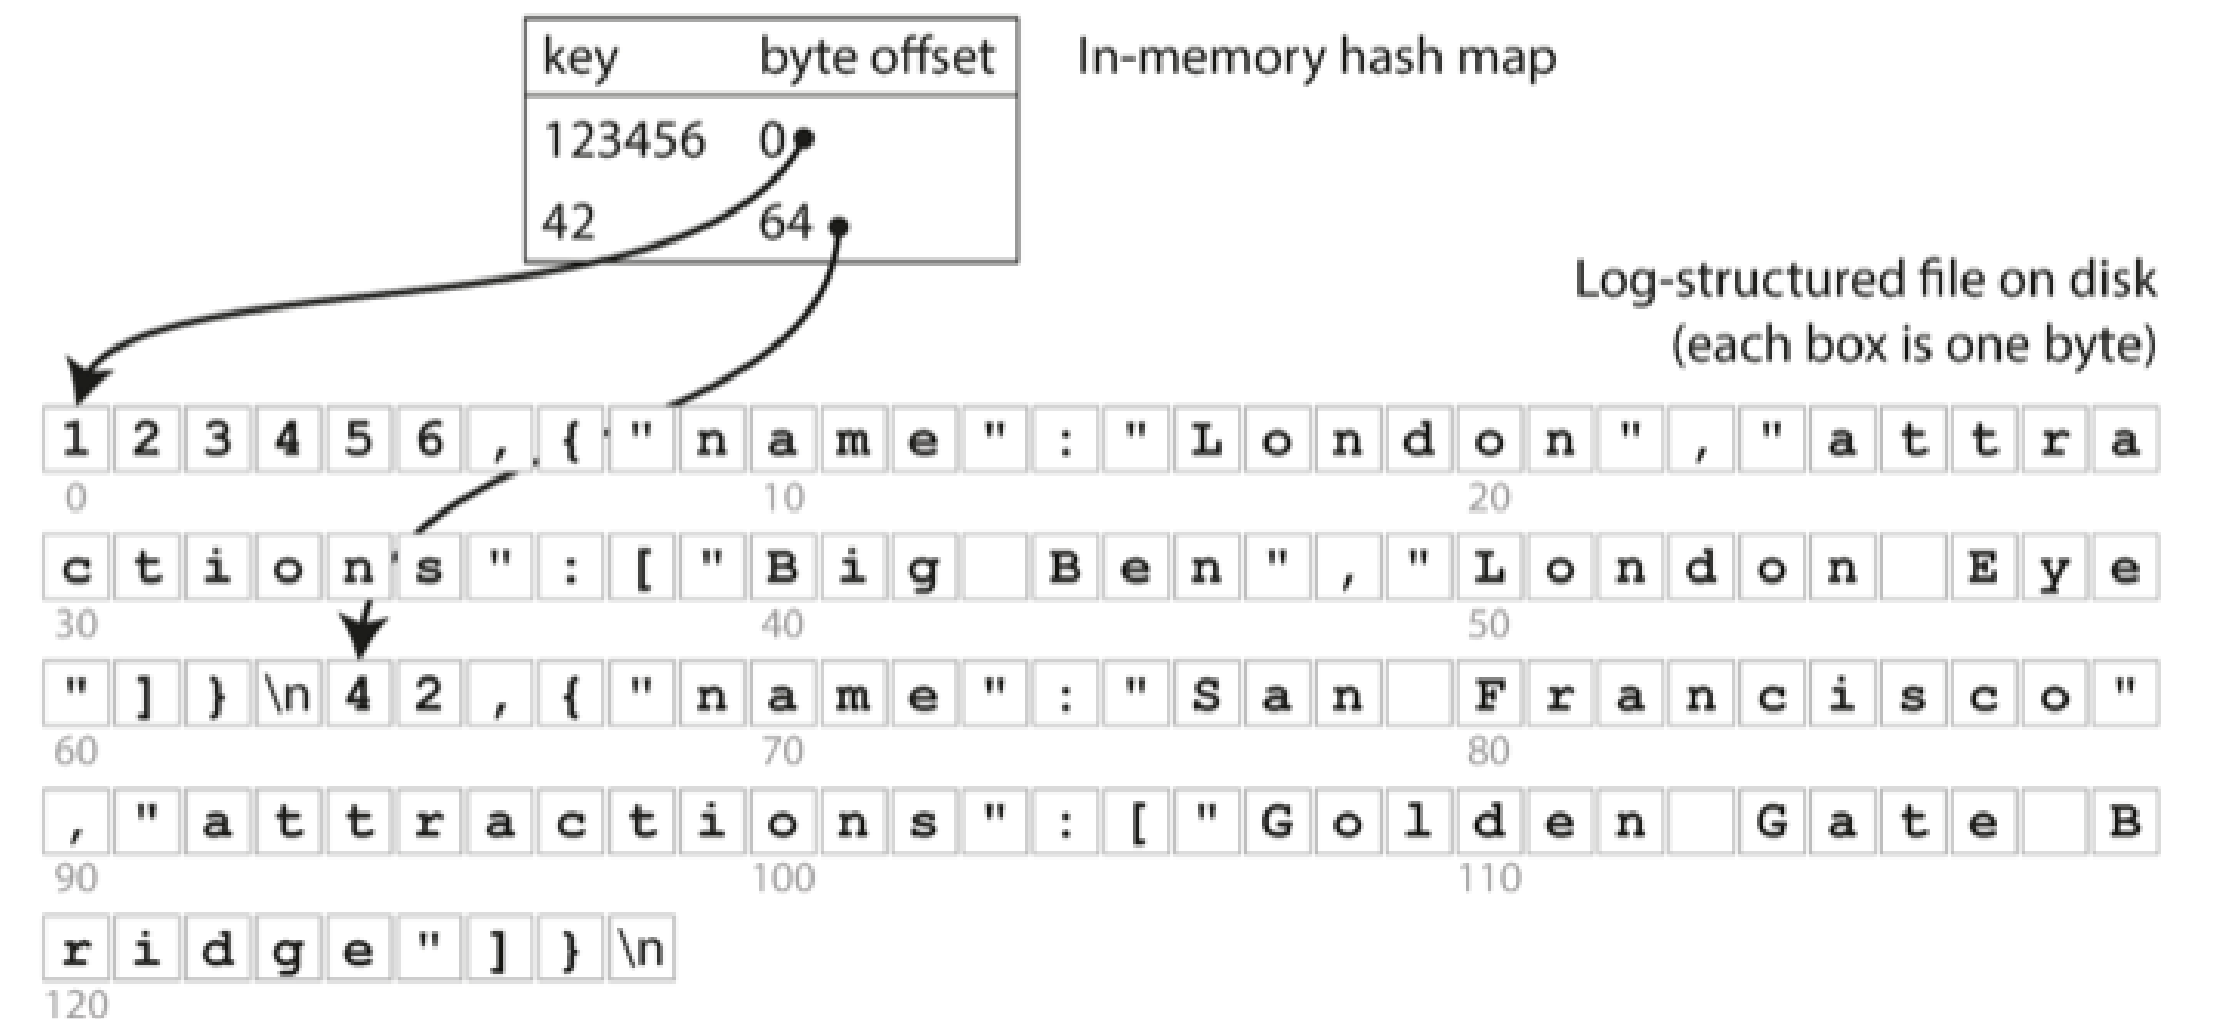 key byte offset In-memory hash map
123456 0
42 64
Log-structured file on disk
(each box is one byte)
1 2 3 4 5 6 , { " n a m e " : " L o n d o n " , " a t t r a
0 10 20
c t i o n s " : [ " B i g   B e n " , " L o n d o n   E y e
30 40 50
" ] } \n 4 2 , { " n a m e " : " S a n   F r a n c i s c o "
60 70 80
, " a t t r a c t i o n s " : [ " G o l d e n   G a t e   B
90 100 110
r i d g e " ] } \n
120